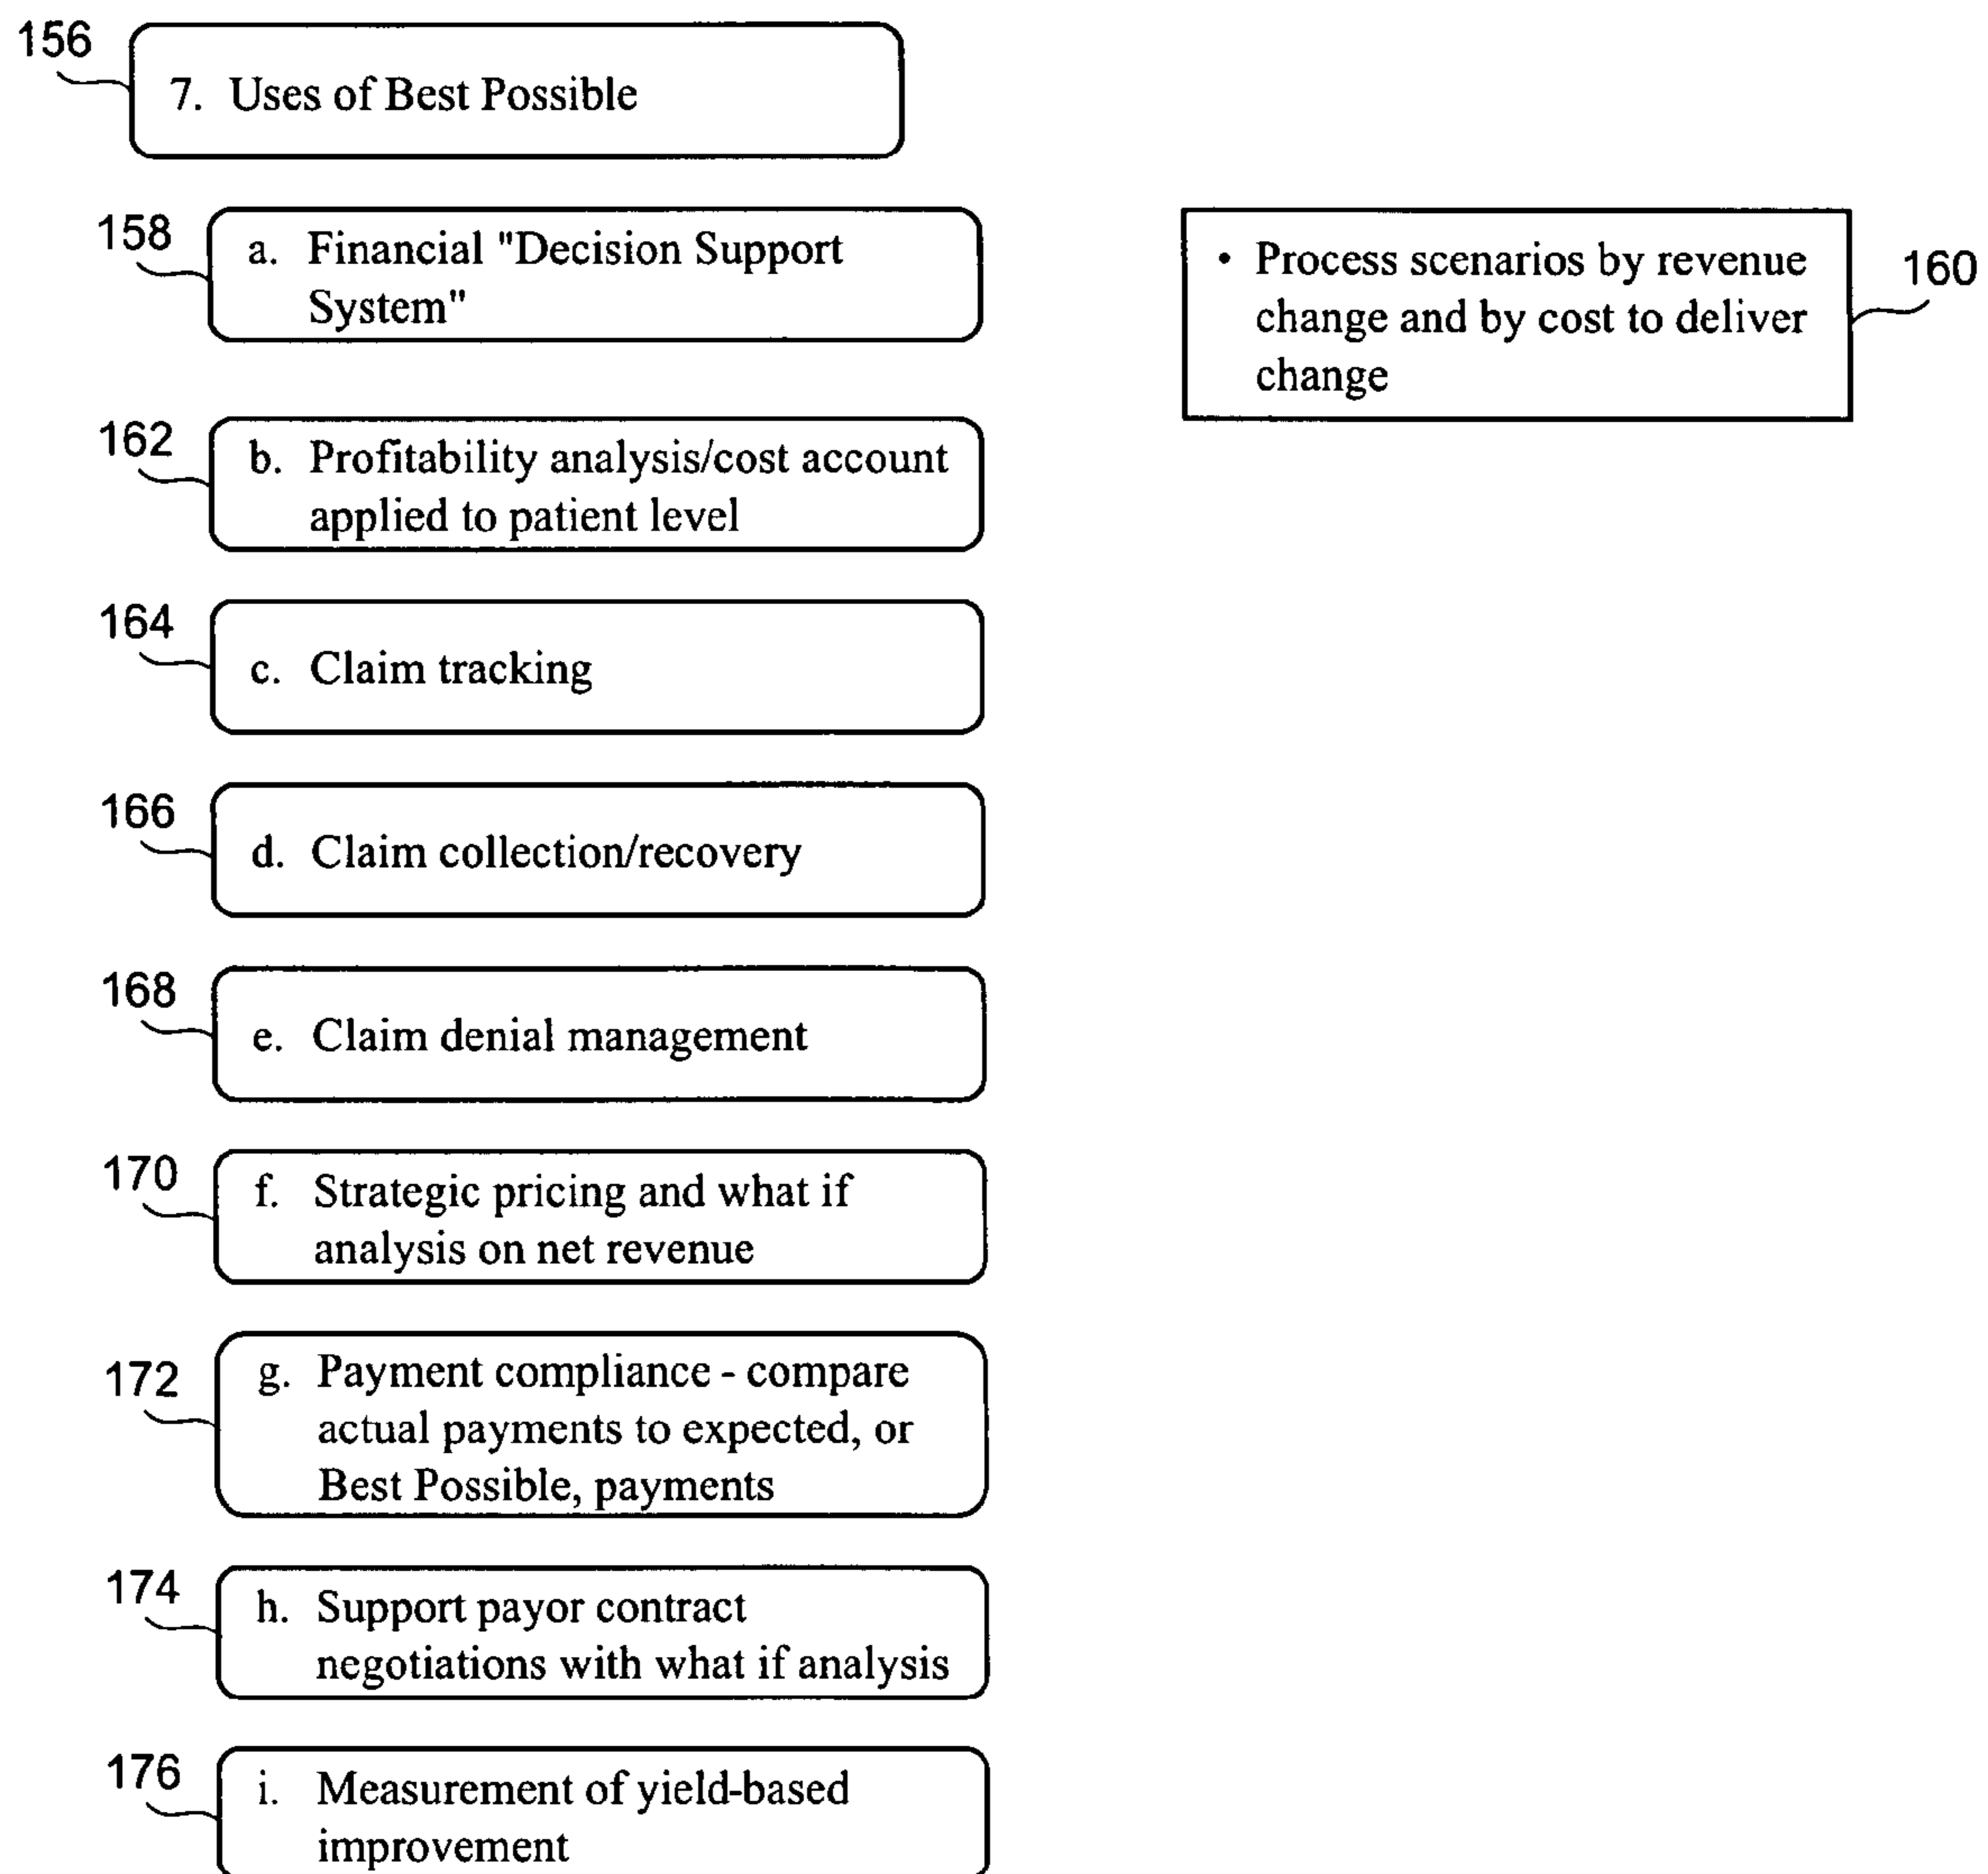 156
7. Uses of Best Possible
158
a. Financial "Decision Support
System"
• Process scenarios by revenue
change and by cost to deliver
change
160
162
b. Profitability analysis/cost account
applied to patient level
164
c. Claim tracking
166
d. Claim collection/recovery
168
e. Claim denial management
170
f. Strategic pricing and what if
analysis on net revenue
172
g. Payment compliance - compare
actual payments to expected, or
Best Possible, payments
174
h. Support payor contract
negotiations with what if analysis
176
i. Measurement of yield-based
improvement